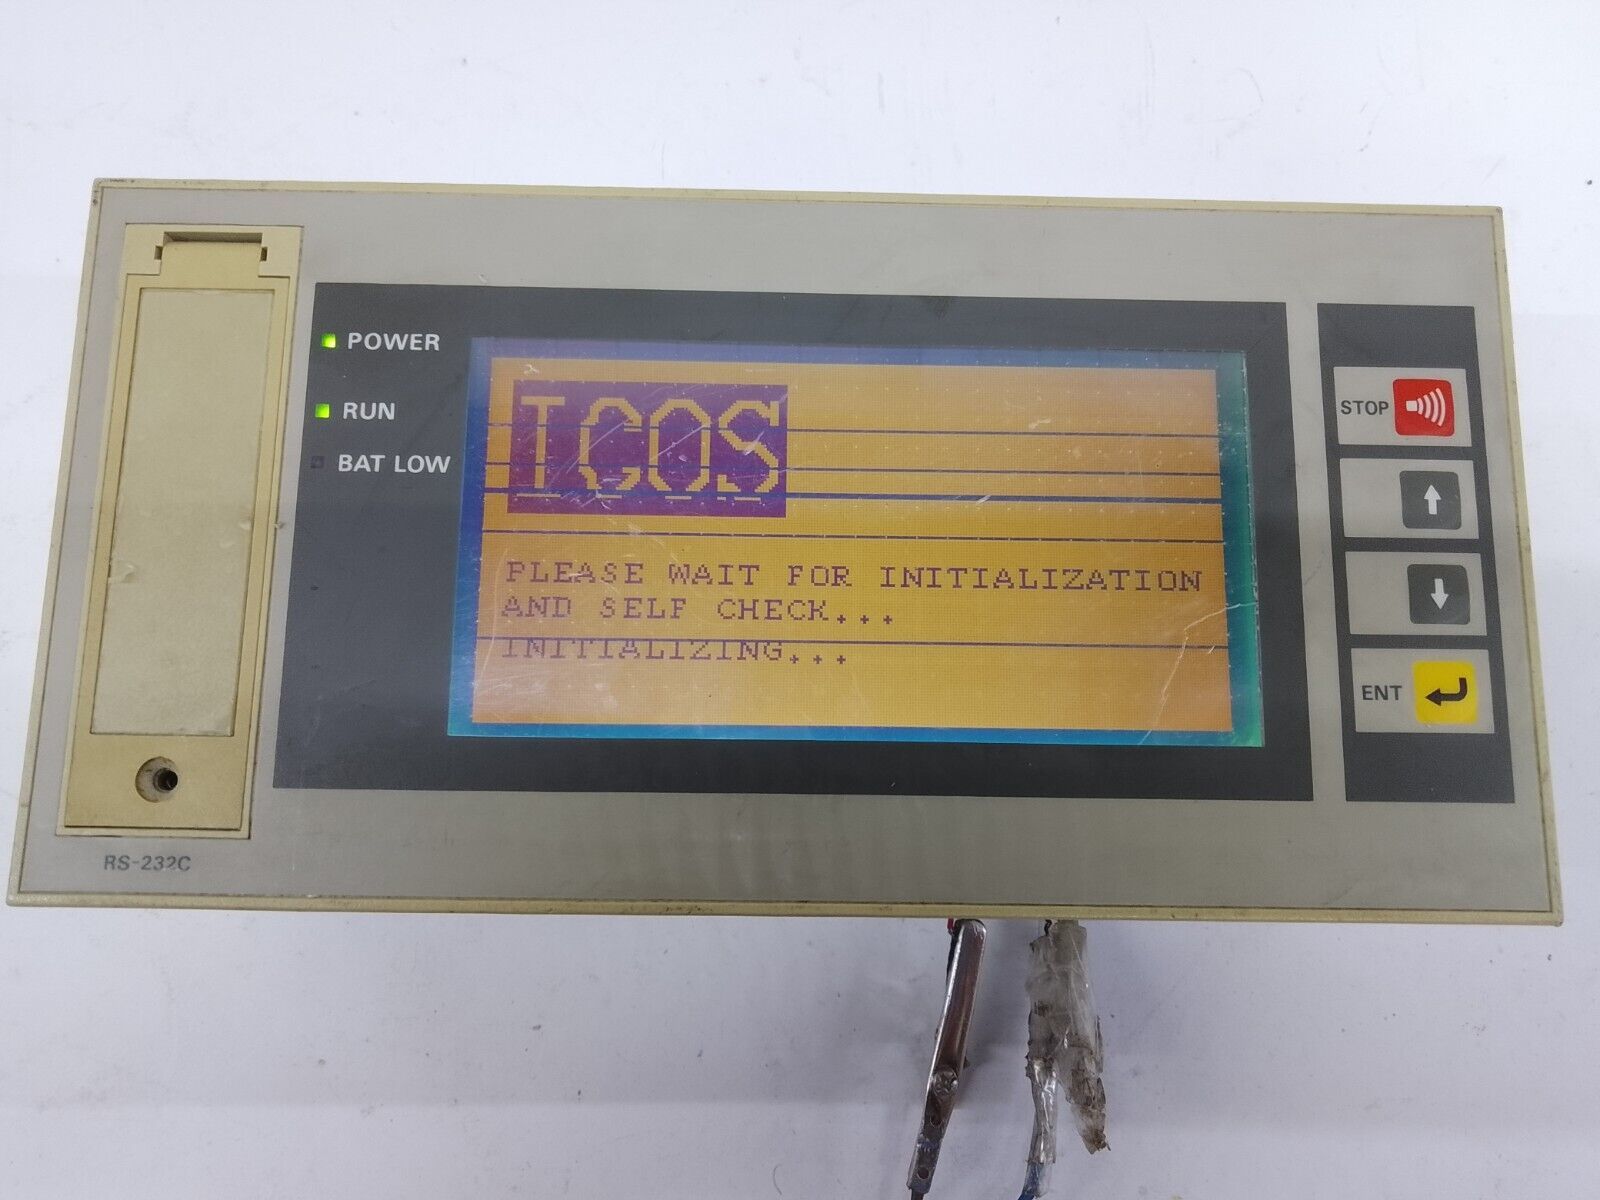 POWER
RUN
BAT LOW
TCOS
PLEASE WAIT FOR INITIALIZATION
AND SELF CHECK...
INITIALIZING...
STOP
ENT
RS-232C